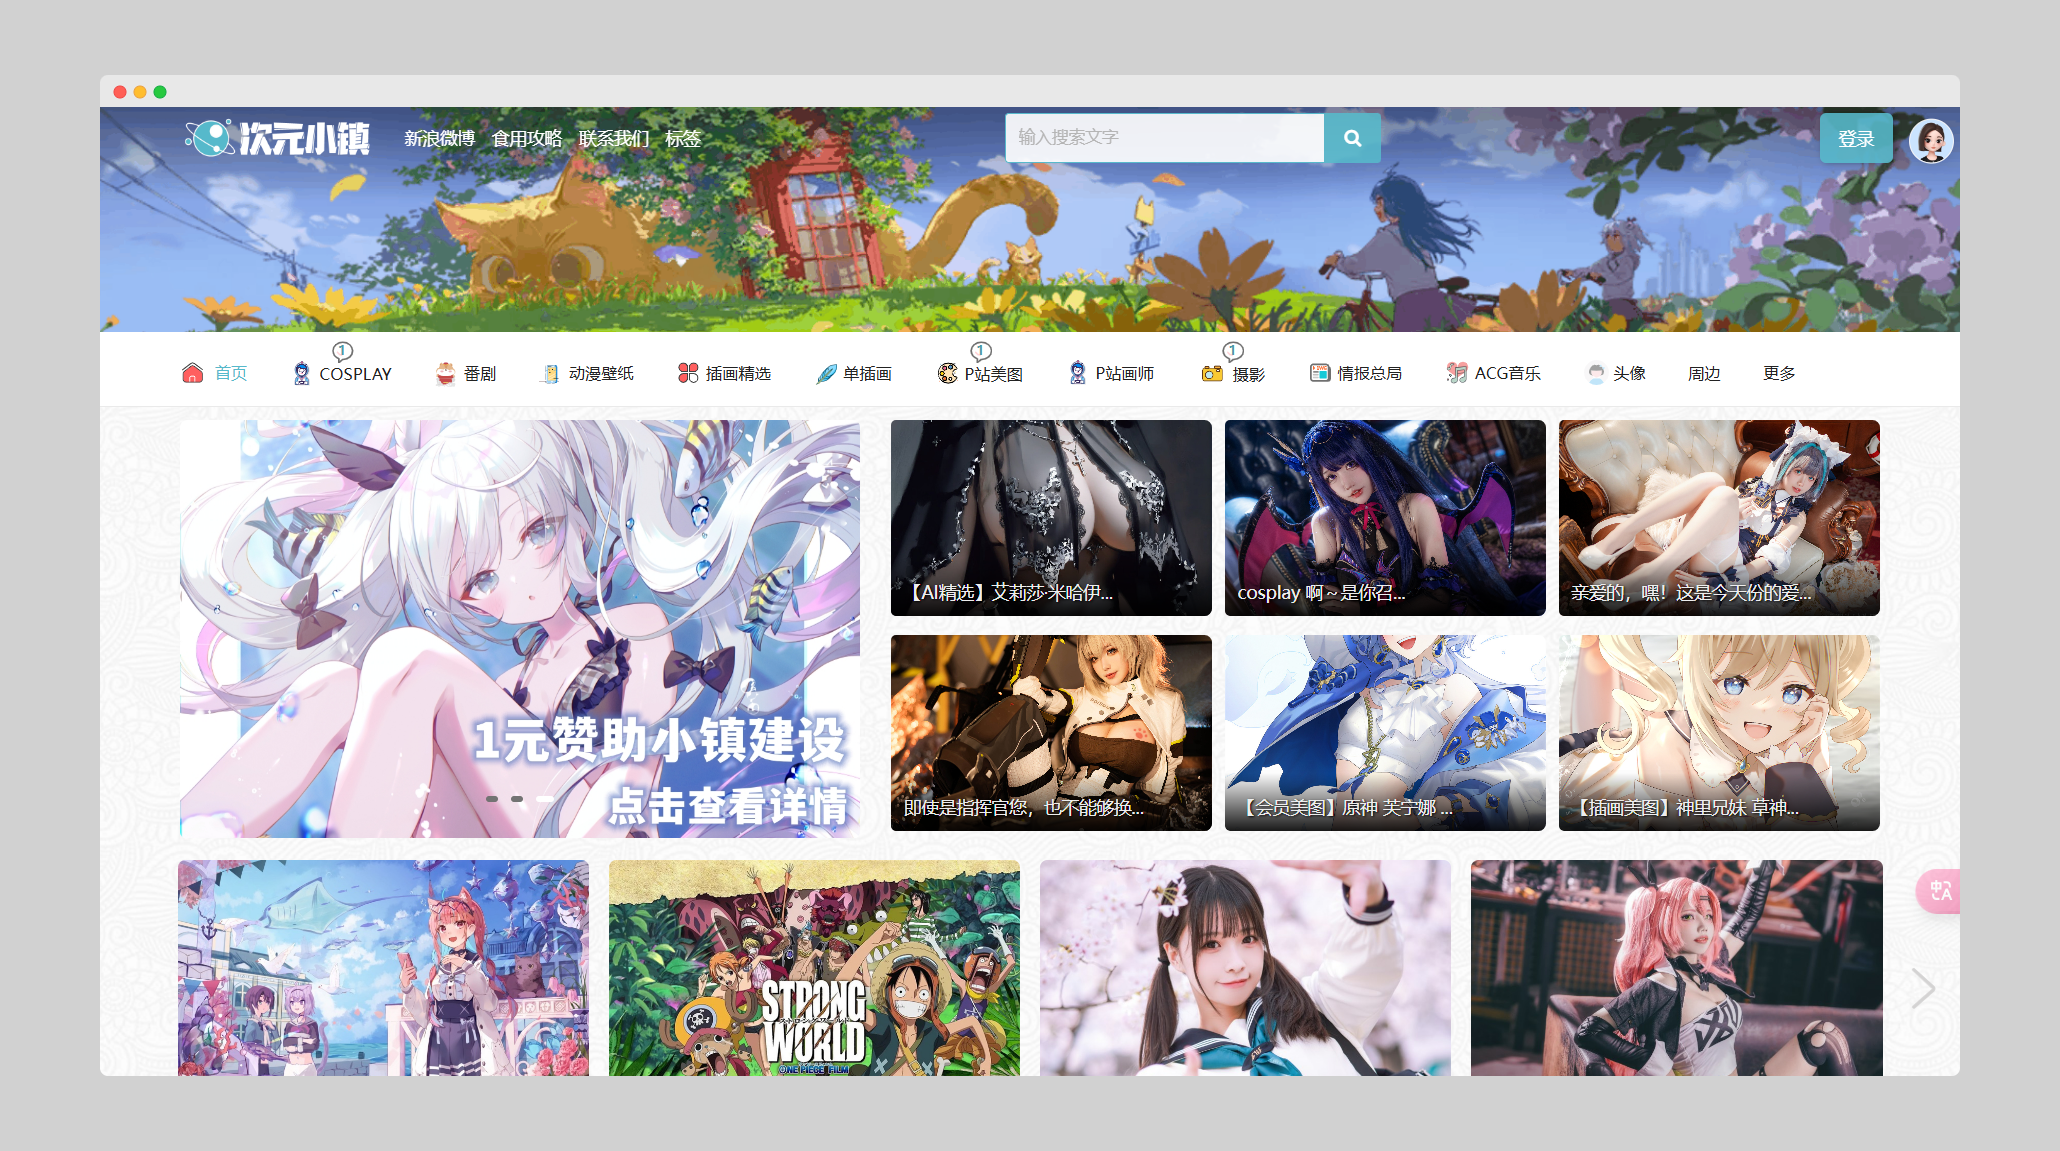 次元小镇
新浪微博 食用攻略 联系我们 标签
输入搜索文字
登录
首页
1
COSPLAY
番剧
动漫壁纸
插画精选
单插画
1
P站美图
P站画师
1
摄影
情报总局
ACG音乐
头像
周边
更多
1元赞助小镇建设
点击查看详情
【AI精选】艾莉莎·米哈伊...
cosplay 啊～是你召...
亲爱的，嘿！这是今天份的爱...
即使是指挥官您，也不能够换...
【会员美图】原神 芙宁娜 ...
【插画美图】神里兄妹 草神...
中
A
STRONG
WORLD
ONE PIECE FILM